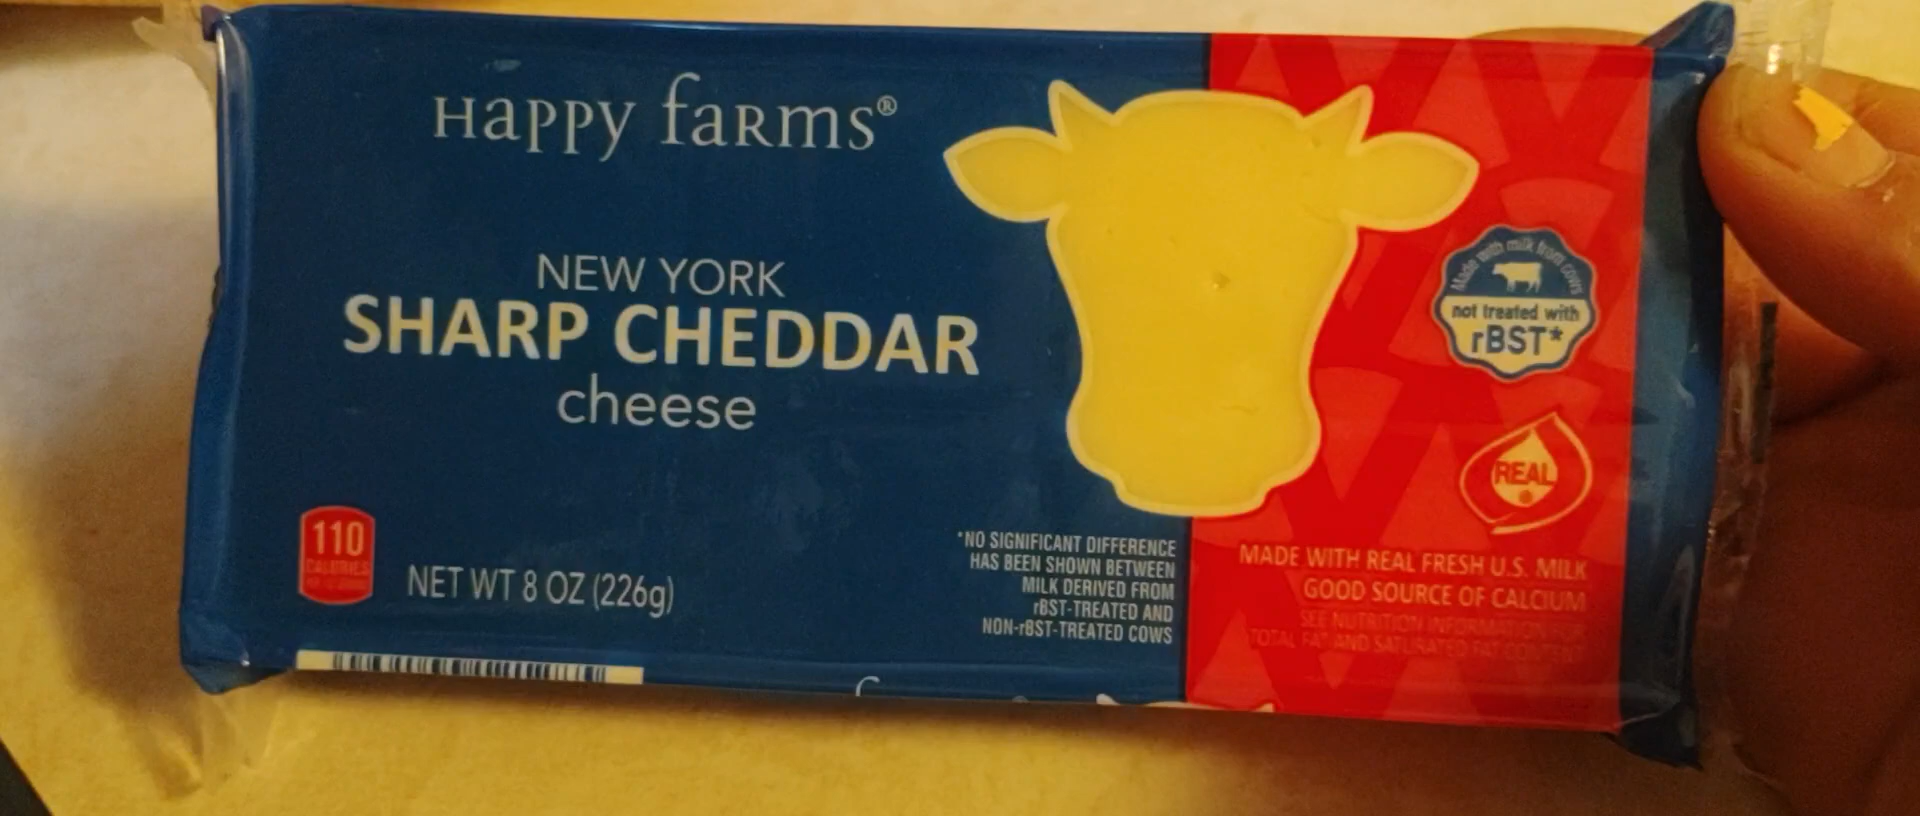 Happy farms®
NEW YORK
SHARP CHEDDAR
cheese
110
CALORIES
NET WT 8 OZ (226g)
*NO SIGNIFICANT DIFFERENCE
HAS BEEN SHOWN BETWEEN
MILK DERIVED FROM
rBST-TREATED AND
NON-rBST-TREATED COWS
Made with milk from cows
not treated with
rBST*
REAL
MADE WITH REAL FRESH U.S. MILK
GOOD SOURCE OF CALCIUM
SEE NUTRITION INFORMATION FOR
TOTAL FAT AND SATURATED FAT CONTENT